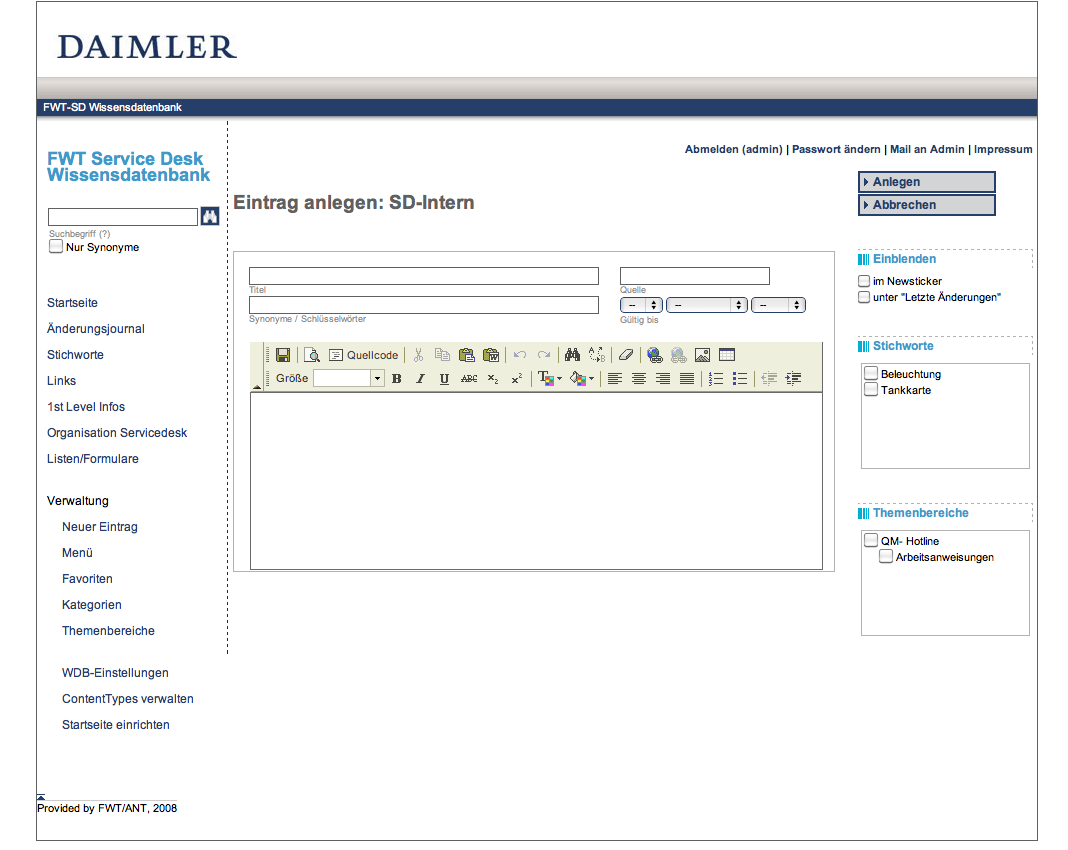 DAIMLER
FWT-SD Wissensdatenbank
Abmelden (admin) | Passwort ändern | Mail an Admin | Impressum
FWT Service Desk
Wissensdatenbank
Suchbegriff (?)
Nur Synonyme
Startseite
Änderungsjournal
Stichworte
Links
1st Level Infos
Organisation Servicedesk
Listen/Formulare
Verwaltung
Neuer Eintrag
Menü
Favoriten
Kategorien
Themenbereiche
WDB-Einstellungen
ContentTypes verwalten
Startseite einrichten
Eintrag anlegen: SD-Intern
Titel
Quelle
Synonyme / Schlüsselwörter
-- -- --
Gültig bis
Quellcode
Größe
B I U ABC x₂ x²
Anlegen
Abbrechen
Einblenden
im Newsticker
unter "Letzte Änderungen"
Stichworte
Beleuchtung
Tankkarte
Themenbereiche
QM- Hotline
Arbeitsanweisungen
Provided by FWT/ANT, 2008